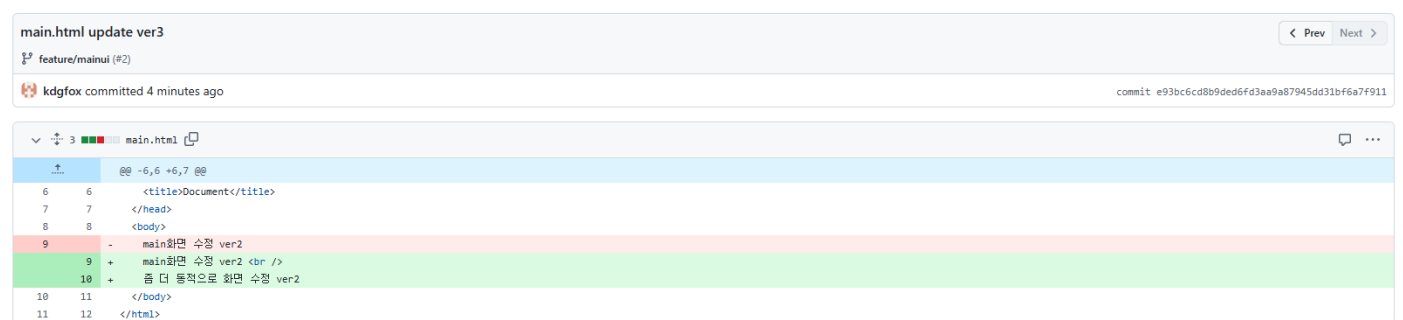 main.html update ver3
Prev Next
feature/mainui (#2)
kdgfox committed 4 minutes ago commit e93bc6cd8b9ded6fd3aa9a87945dd31bf6a7f911
3 main.html
@@ -6,6 +6,7 @@
6 6 <title>Document</title>
7 7 </head>
8 8 <body>
9 - main화면 수정 ver2
9 + main화면 수정 ver2 <br />
10 + 좀 더 동적으로 화면 수정 ver2
10 11 </body>
11 12 </html>